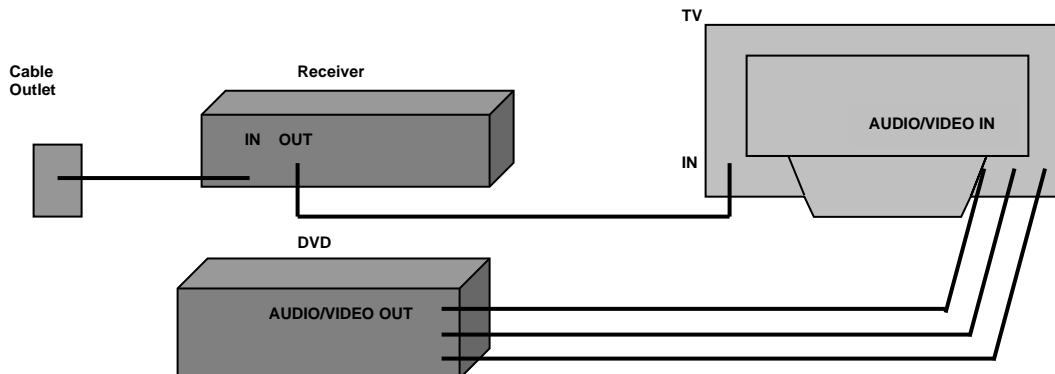 TV
Cable
Outlet
Receiver
AUDIO/VIDEO IN
IN OUT
IN
DVD
AUDIO/VIDEO OUT